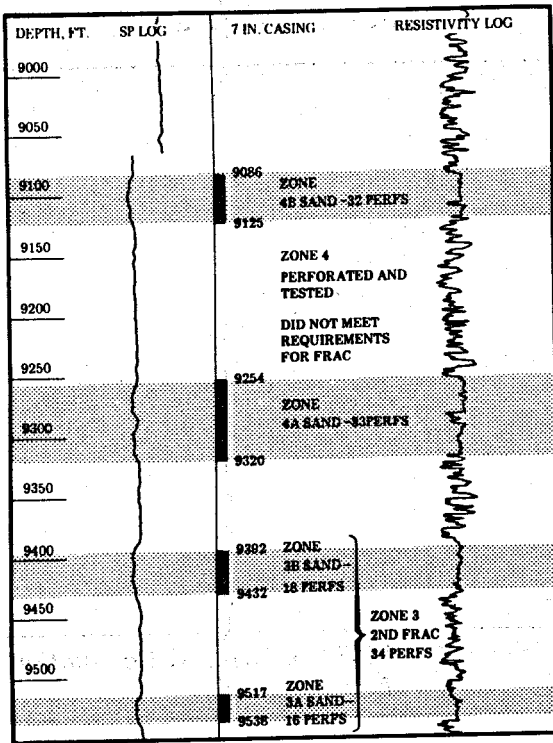 DEPTH, FT. SP LOG 7 IN. CASING RESISTIVITY LOG
9000
9050
9086
9100
ZONE
4B SAND -32 PERFS
9125
9150
ZONE 4
PERFORATED AND
TESTED
9200
DID NOT MEET
REQUIREMENTS
FOR FRAC
9250
9254
ZONE
4A SAND -33PERFS
9300
9320
9350
9392
ZONE
3B SAND-
18 PERFS
9400
9432
9450
ZONE 3
2ND FRAC
34 PERFS
9500
9517
ZONE
3A SAND-
16 PERFS
9538